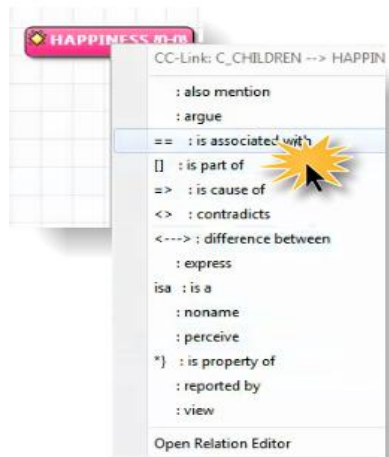 HAPPINESS {0-0}
CC-Link: C_CHILDREN --> HAPPIN
: also mention
: argue
== : is associated with
[] : is part of
=> : is cause of
<> : contradicts
<---> : difference between
: express
isa : is a
: noname
: perceive
*} : is property of
: reported by
: view
Open Relation Editor